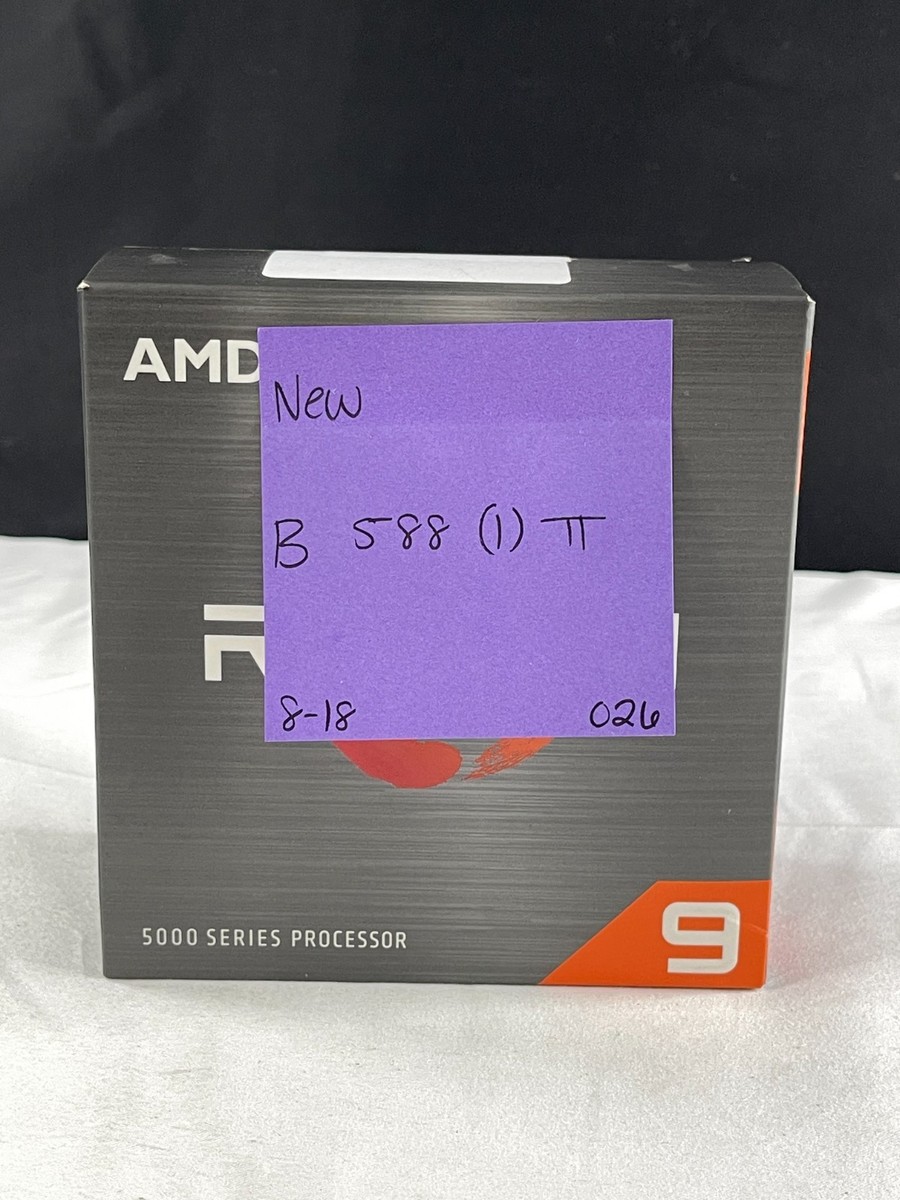 AMD
New
B 588 (1) π
8-18 026
5000 SERIES PROCESSOR
9